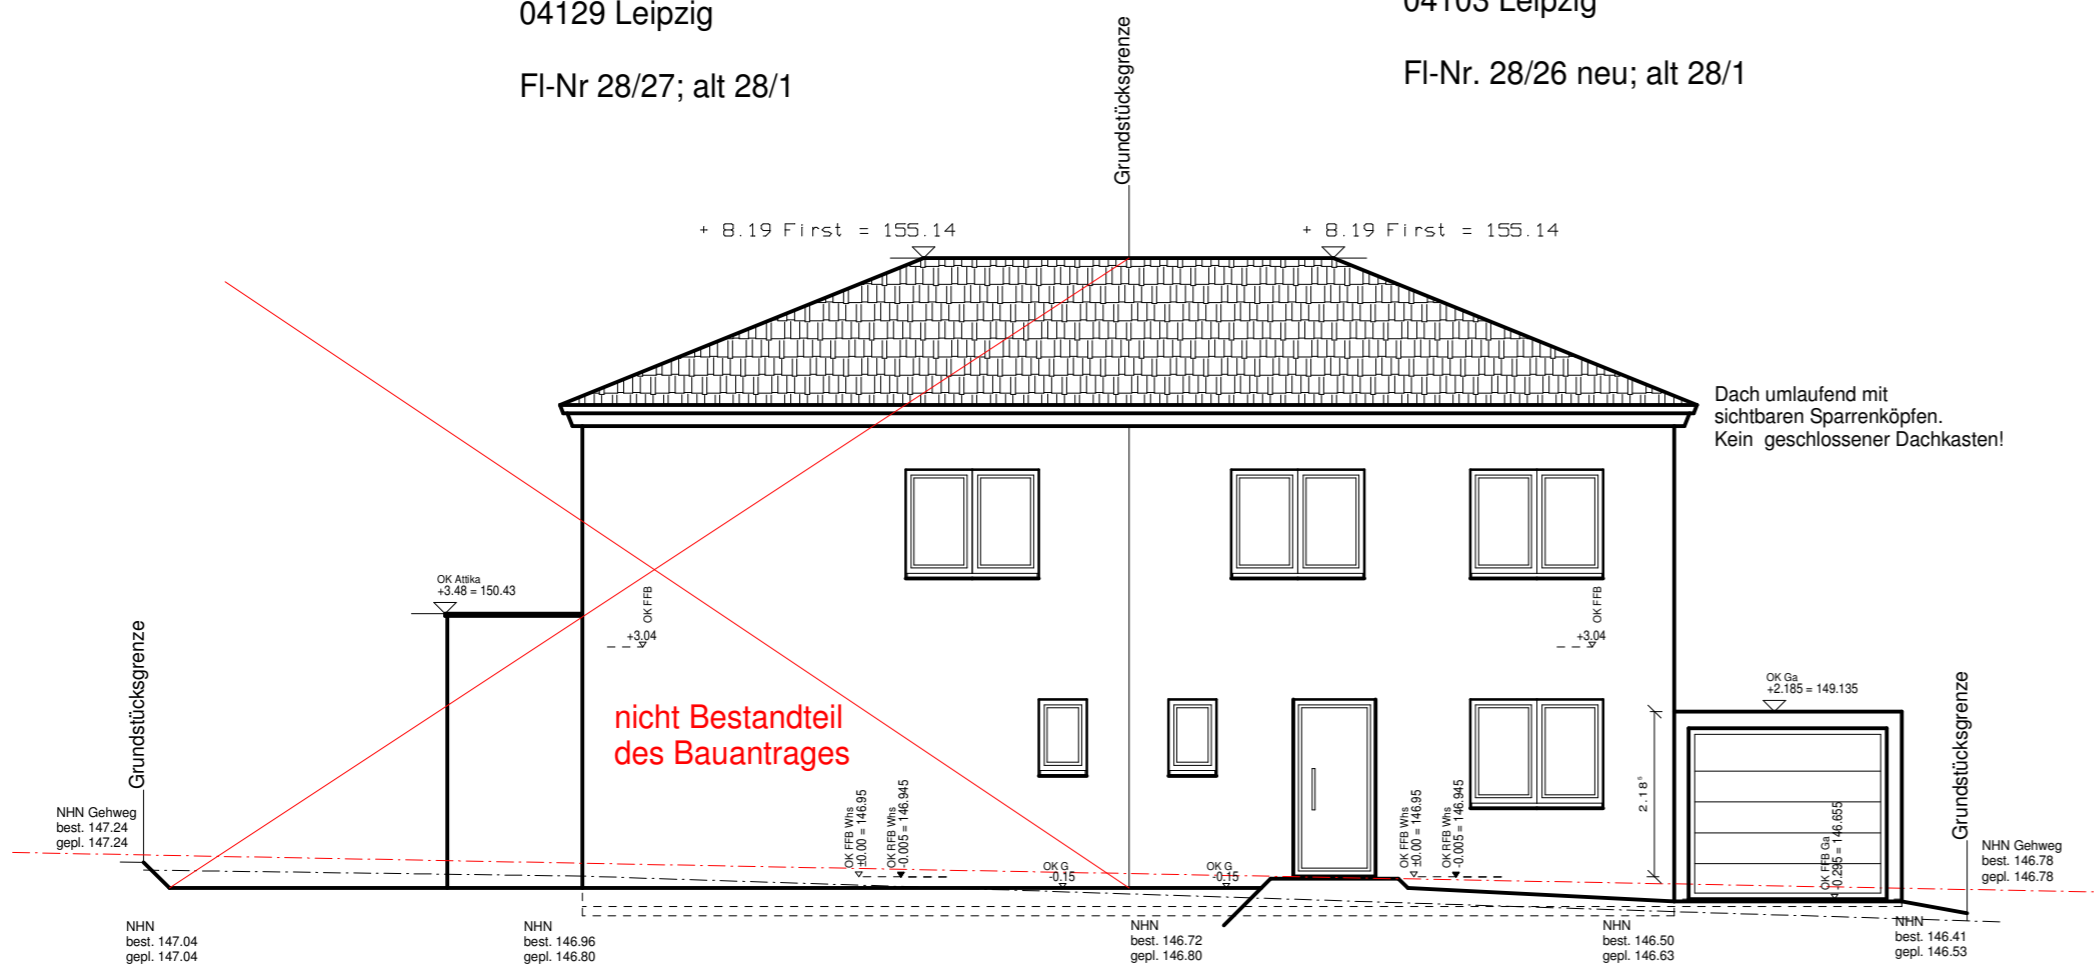 04129 Leipzig
04103 Leipzig
Fl-Nr 28/27; alt 28/1
Fl-Nr. 28/26 neu; alt 28/1
Grundstücksgrenze
+ 8.19 First = 155.14
+ 8.19 First = 155.14
Dach umlaufend mit
sichtbaren Sparrenköpfen.
Kein geschlossener Dachkasten!
OK Attika
+3.48 = 150.43
OK FFB
+3.04
OK FFB
+3.04
Grundstücksgrenze
nicht Bestandteil
des Bauantrages
OK Ga
+2.185 = 149.135
Grundstücksgrenze
2.18⁵
NHN Gehweg
best. 147.24
gepl. 147.24
OK FFB Whs
±0.00 = 146.95
OK RFB Whs
-0.005 = 146.945
OK G
-0.15
OK G
-0.15
OK FFB Whs
±0.00 = 146.95
OK RFB Whs
-0.005 = 146.945
OK FFB Ga
-0.295 = 146.655
NHN Gehweg
best. 146.78
gepl. 146.78
NHN
best. 147.04
gepl. 147.04
NHN
best. 146.96
gepl. 146.80
NHN
best. 146.72
gepl. 146.80
NHN
best. 146.50
gepl. 146.63
NHN
best. 146.41
gepl. 146.53